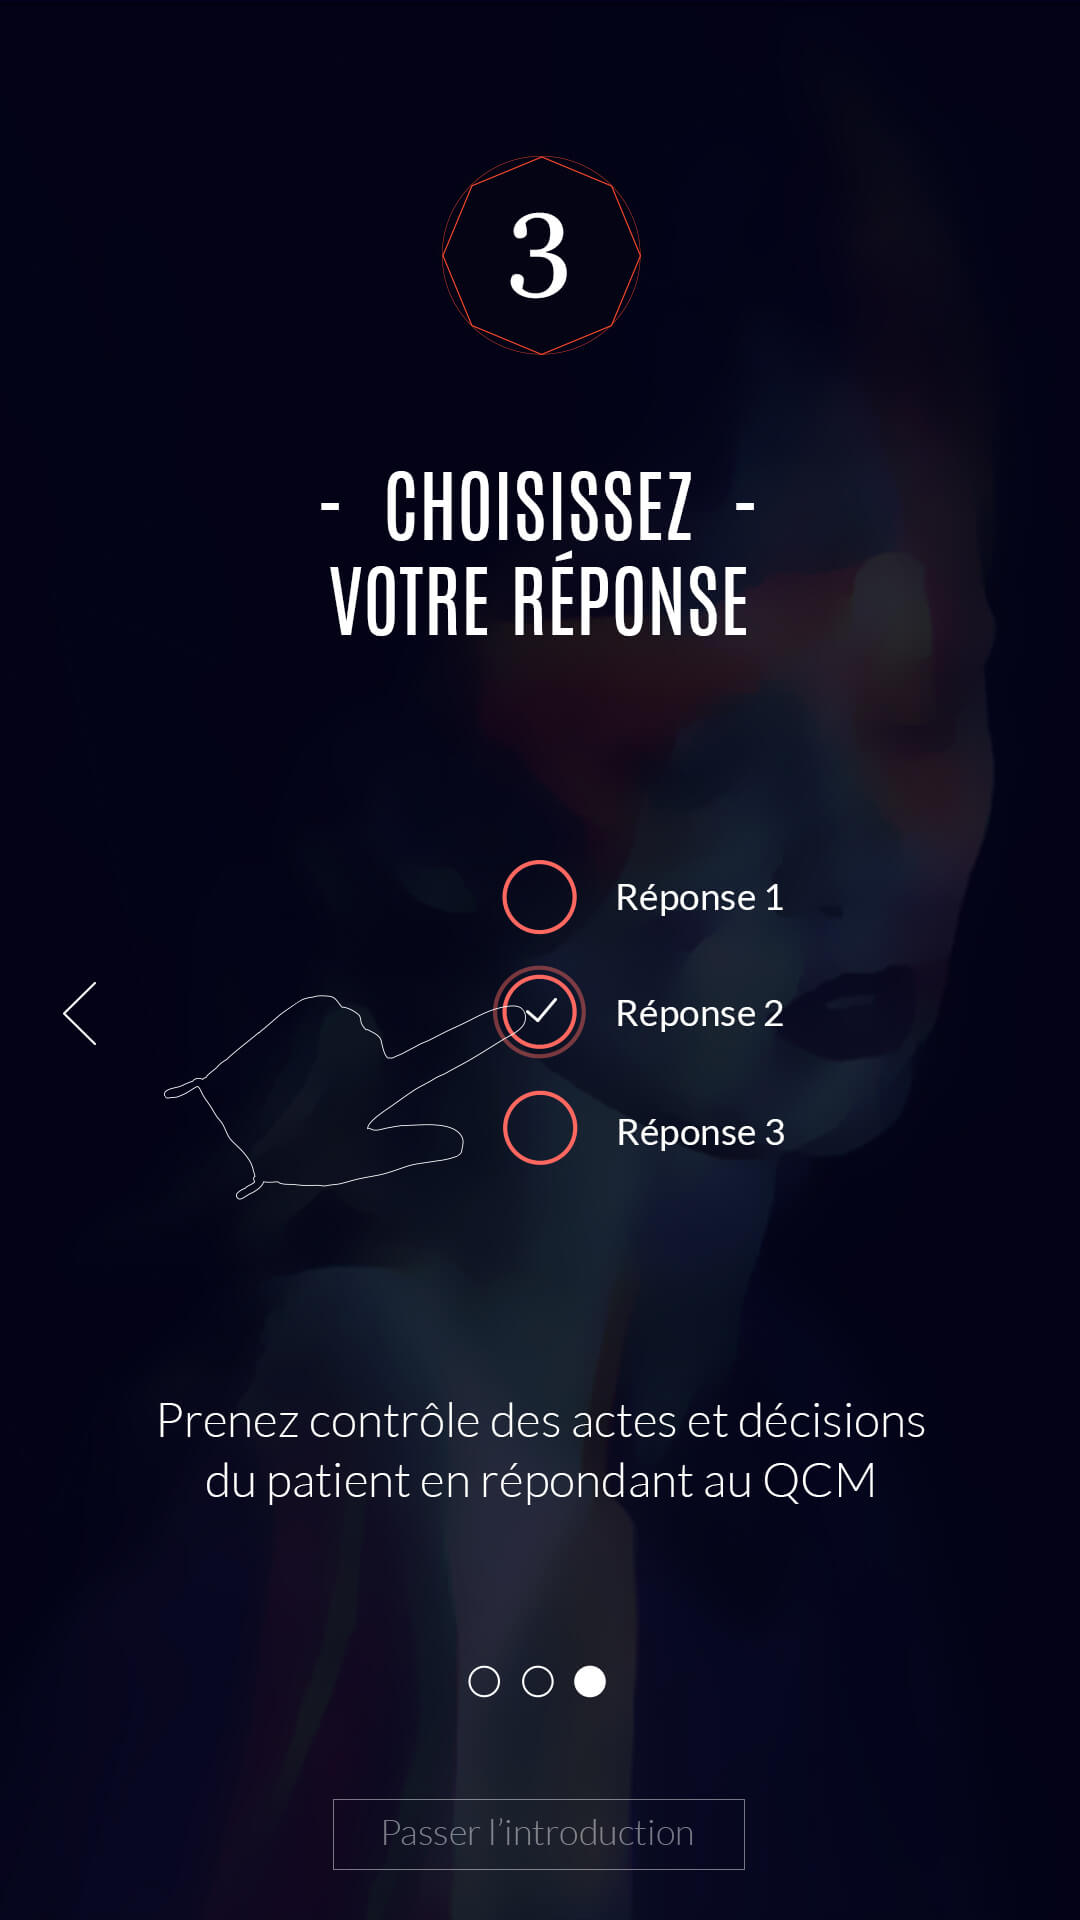 3
- CHOISISSEZ -
VOTRE RÉPONSE
Réponse 1
Réponse 2
Réponse 3
Prenez contrôle des actes et décisions
du patient en répondant au QCM
Passer l’introduction